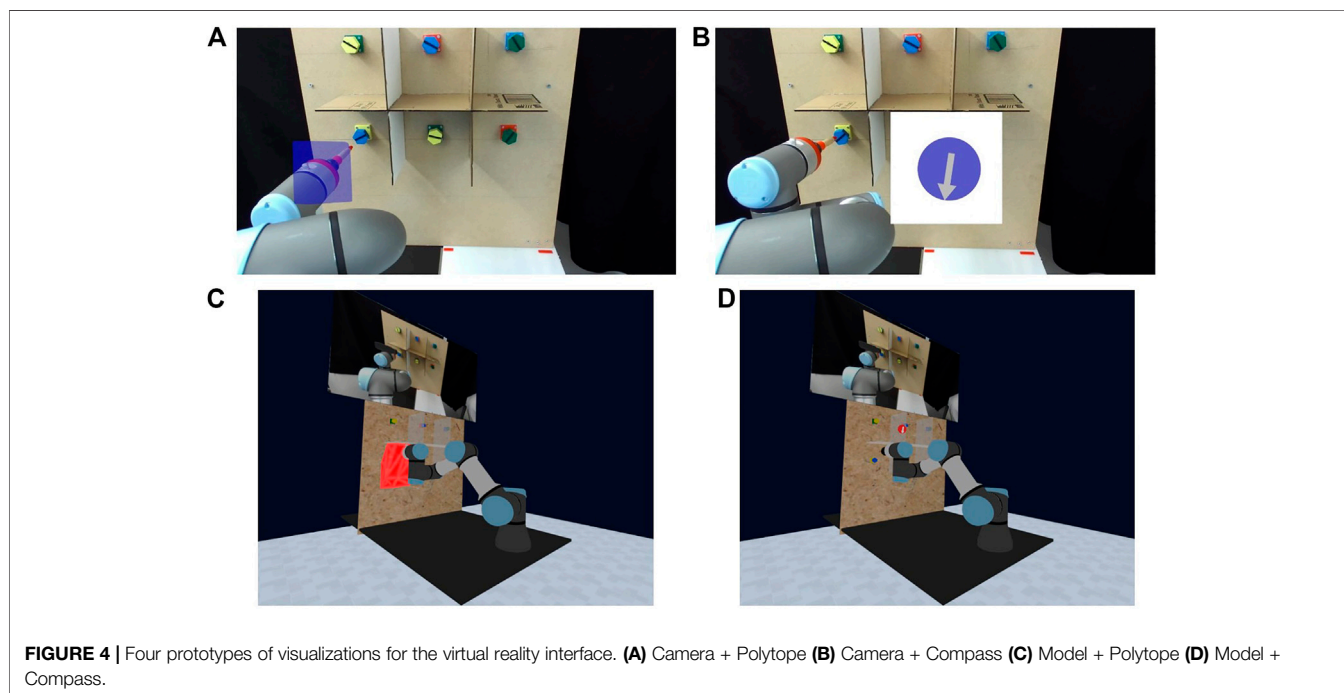 A
B
C
D
FIGURE 4 | Four prototypes of visualizations for the virtual reality interface. (A) Camera + Polytope (B) Camera + Compass (C) Model + Polytope (D) Model +
Compass.